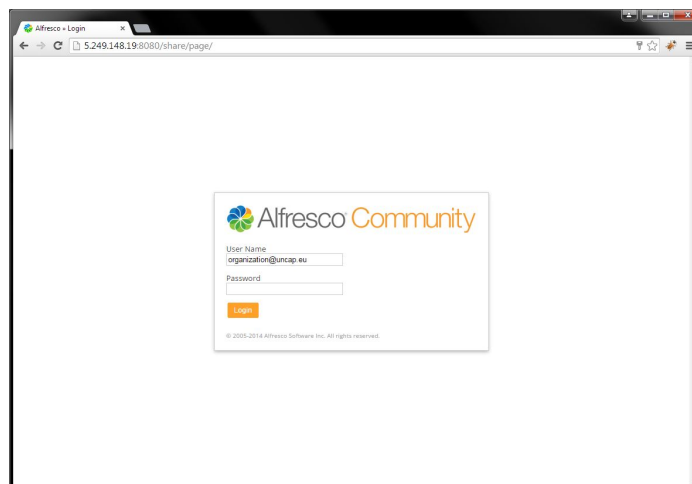 Alfresco » Login
5.249.148.19:8080/share/page/
Alfresco Community
User Name
organization@uncap.eu
Password
Login
© 2005-2014 Alfresco Software Inc. All rights reserved.